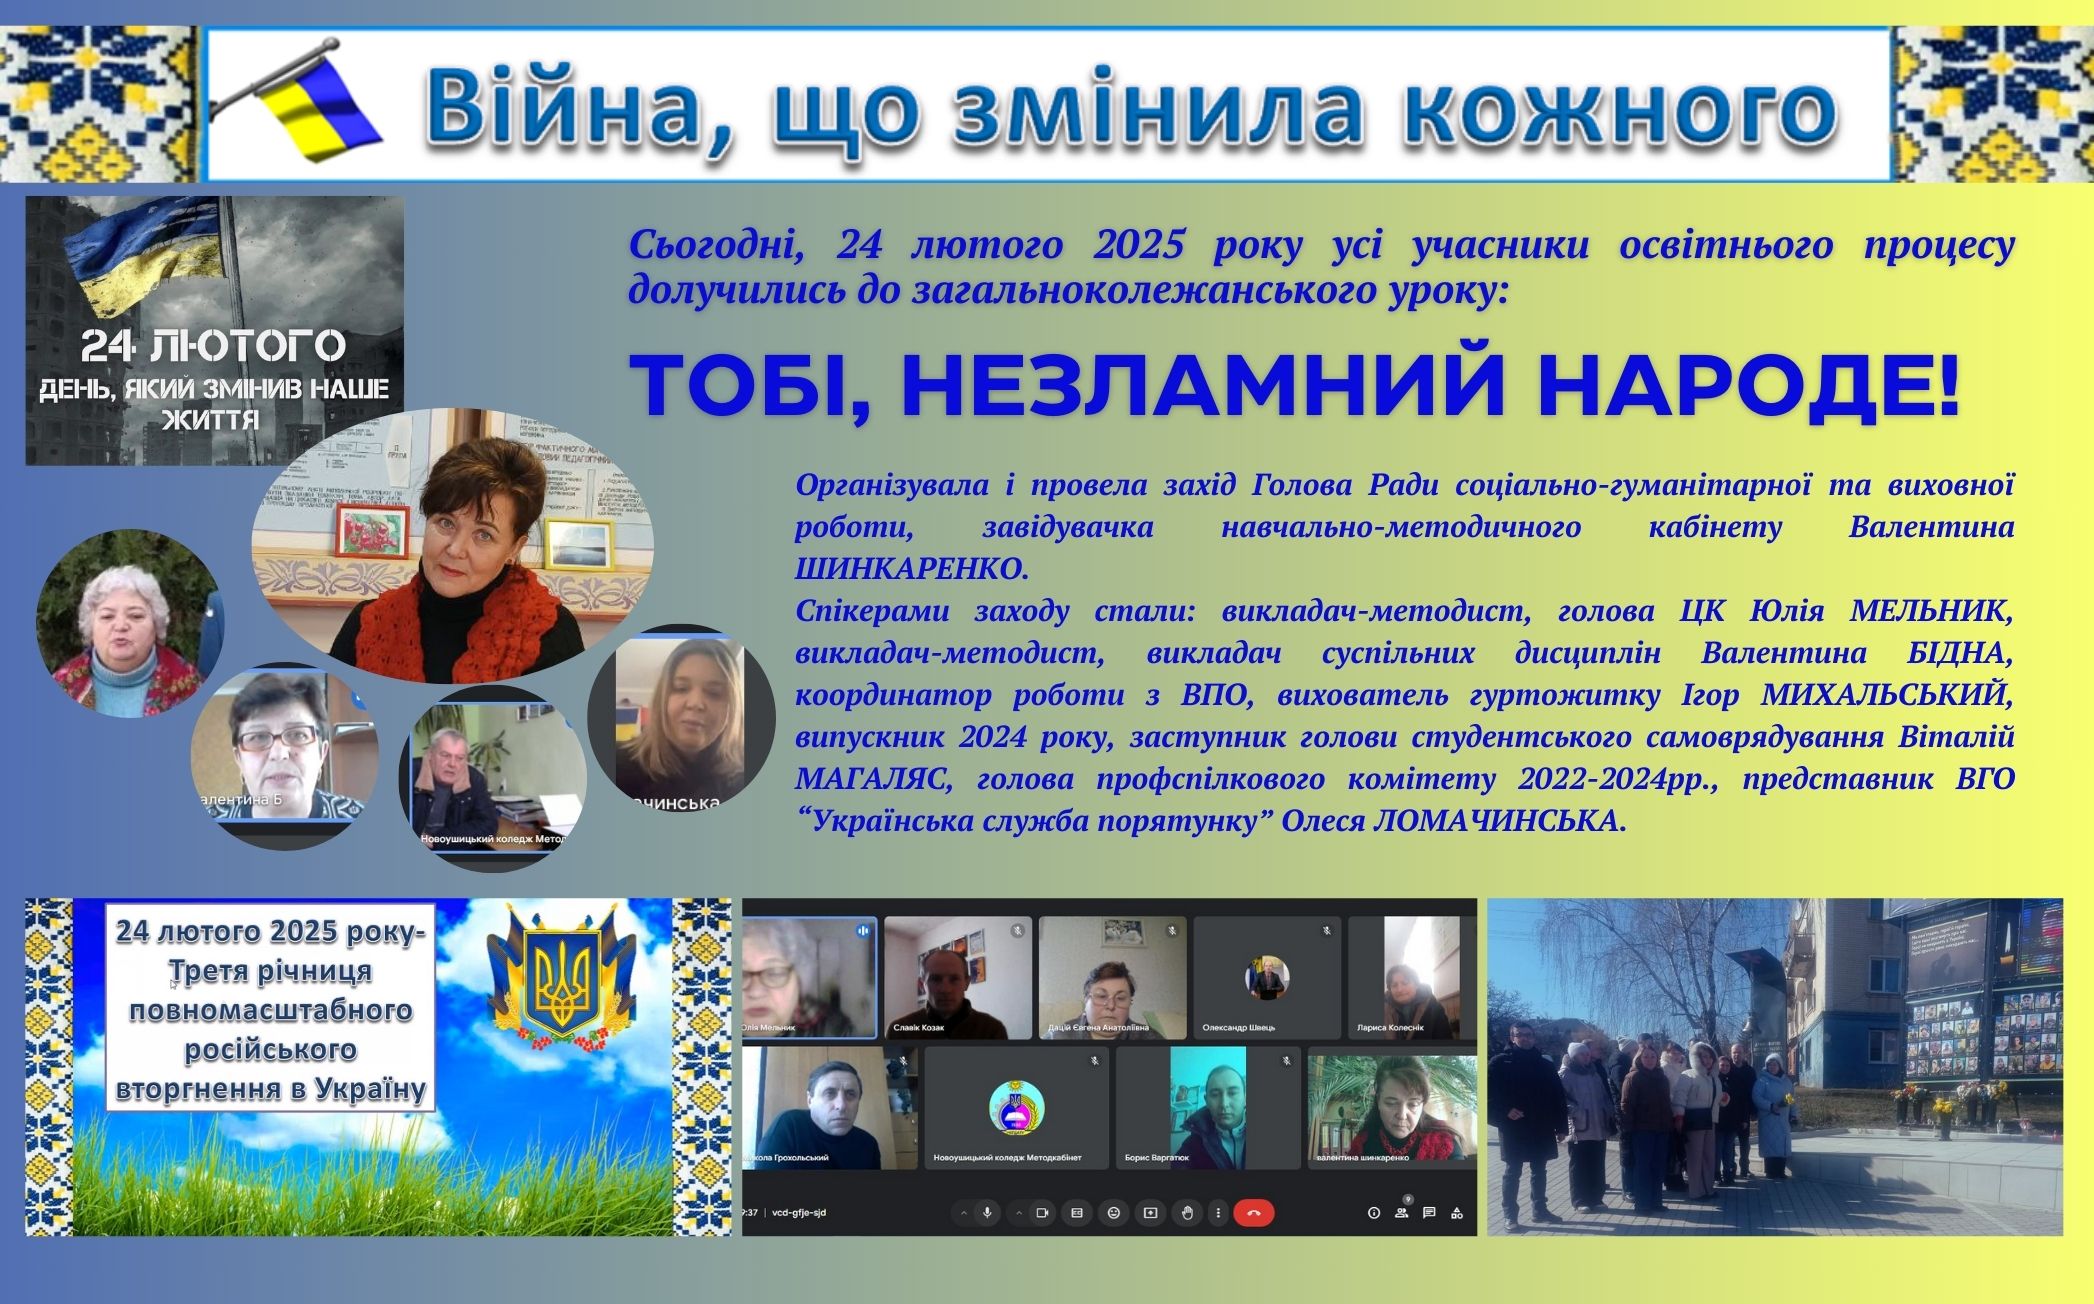 Війна, що змінила кожного
24 ЛЮТОГО
ДЕНЬ, ЯКИЙ ЗМІНИВ НАШЕ
ЖИТТЯ
Сьогодні, 24 лютого 2025 року усі учасники освітнього процесу
долучились до загальноколежанського уроку:
ТОБІ, НЕЗЛАМНИЙ НАРОДЕ!
Організувала і провела захід Голова Ради соціально-гуманітарної та виховної
роботи, завідувачка навчально-методичного кабінету Валентина
ШИНКАРЕНКО.
Спікерами заходу стали: викладач-методист, голова ЦК Юлія МЕЛЬНИК,
викладач-методист, викладач суспільних дисциплін Валентина БІДНА,
координатор роботи з ВПО, вихователь гуртожитку Ігор МИХАЛЬСЬКИЙ,
випускник 2024 року, заступник голови студентського самоврядування Віталій
МАГАЛЯС, голова профспілкового комітету 2022-2024рр., представник ВГО
“Українська служба порятунку” Олеся ЛОМАЧИНСЬКА.
алентина Б
Новоушицький коледж Метод
ачинська
24 лютого 2025 року-
Третя річниця
повномасштабного
російського
вторгнення в Україну
Юлія Мельник
Славік Козак
Дацій Євгена Анатоліївна
Олександр Швець
Лариса Колеснік
микола Грохольський
Новоушицький коледж Методкабінет
Борис Варгатюк
валентина шинкаренко
9:37 | vcd-gfje-sjd
9